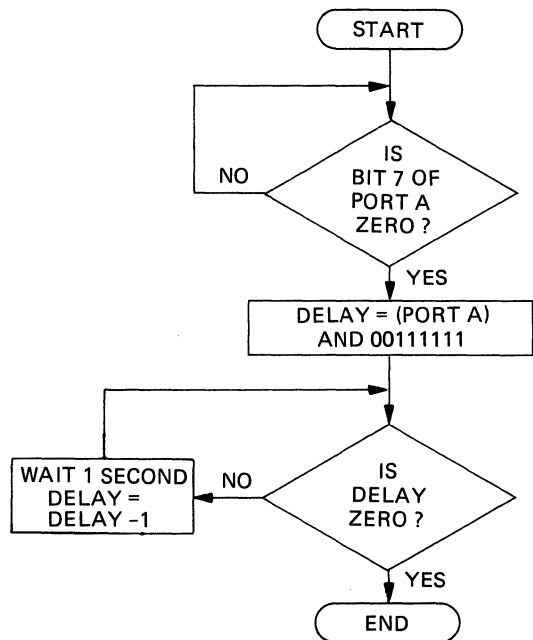 START
NO
IS
BIT 7 OF
PORT A
ZERO ?
YES
DELAY = (PORT A)
AND 00111111
WAIT 1 SECOND
DELAY =
DELAY -1
NO
IS
DELAY
ZERO ?
YES
END